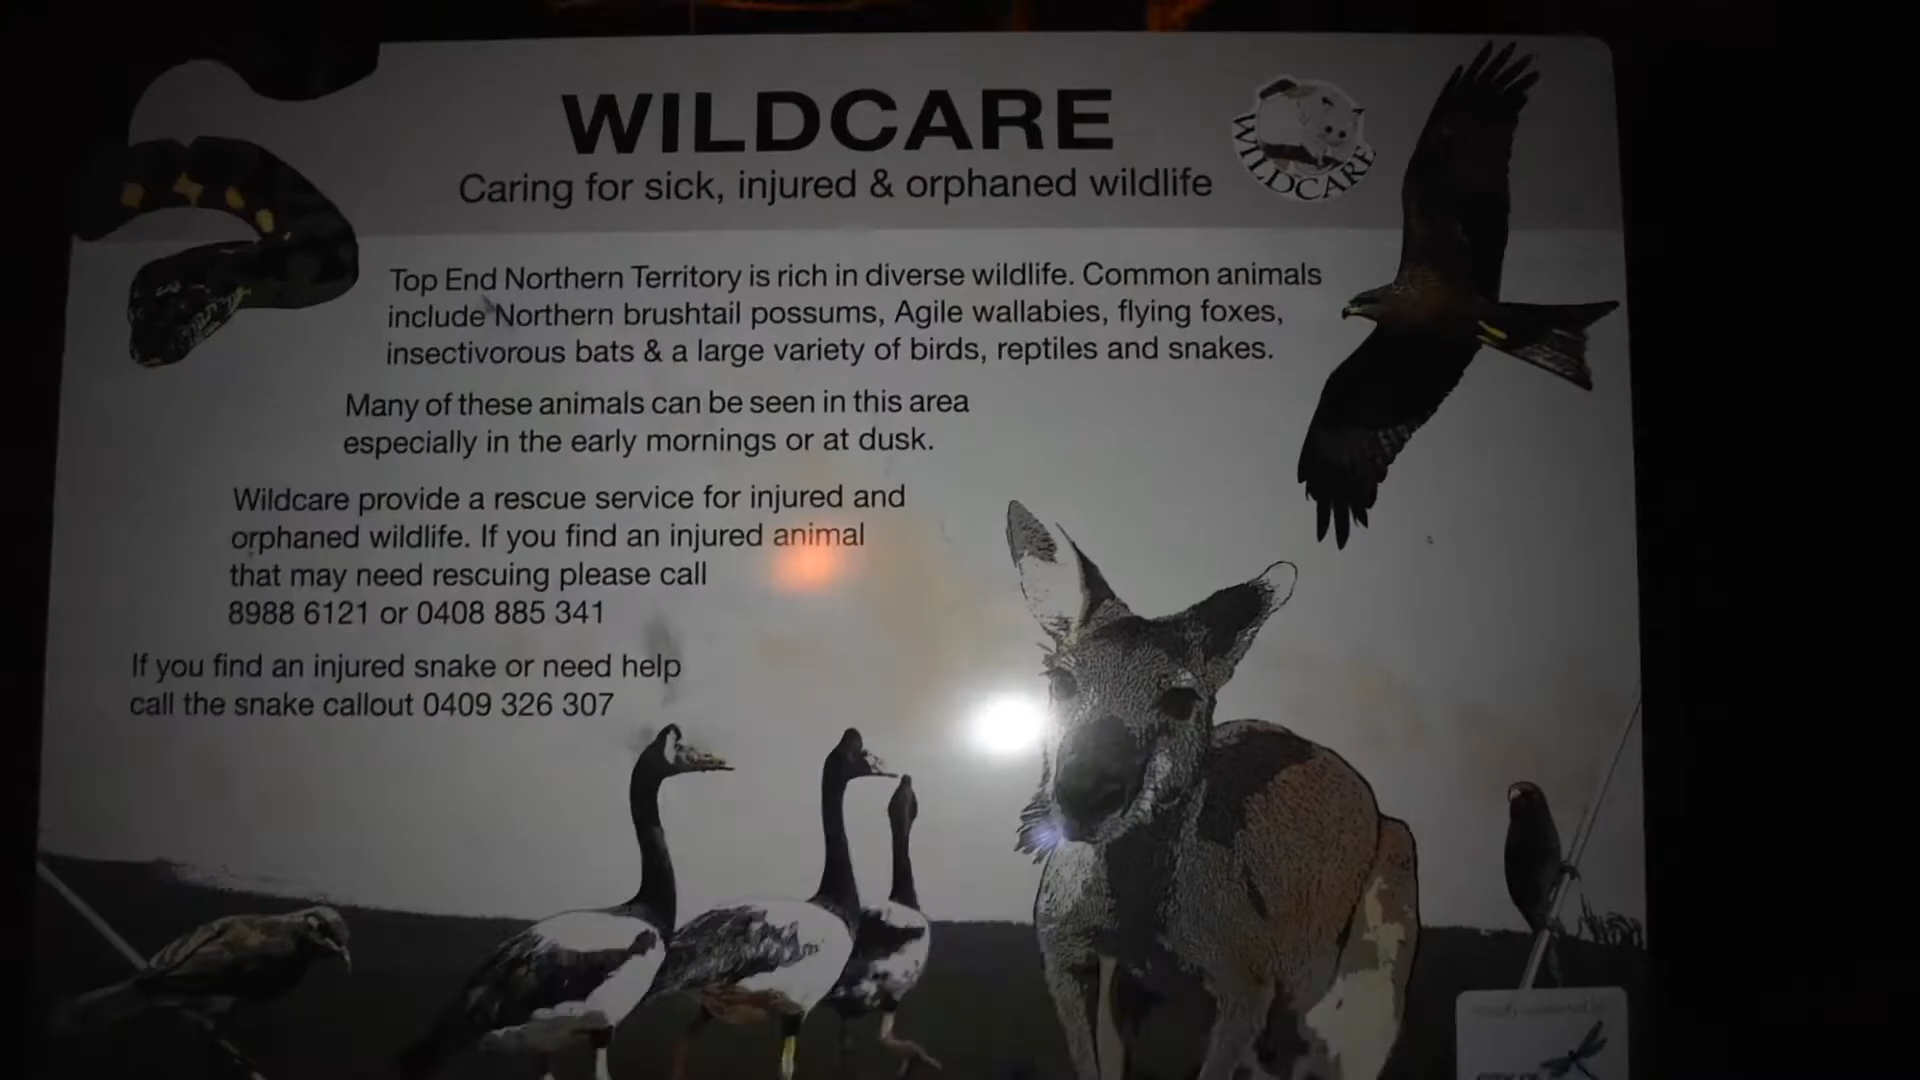 WILDCARE
Caring for sick, injured & orphaned wildlife
WILDCARE
Top End Northern Territory is rich in diverse wildlife. Common animals
include Northern brushtail possums, Agile wallabies, flying foxes,
insectivorous bats & a large variety of birds, reptiles and snakes.
Many of these animals can be seen in this area
especially in the early mornings or at dusk.
Wildcare provide a rescue service for injured and
orphaned wildlife. If you find an injured animal
that may need rescuing please call
8988 6121 or 0408 885 341
If you find an injured snake or need help
call the snake callout 0409 326 307